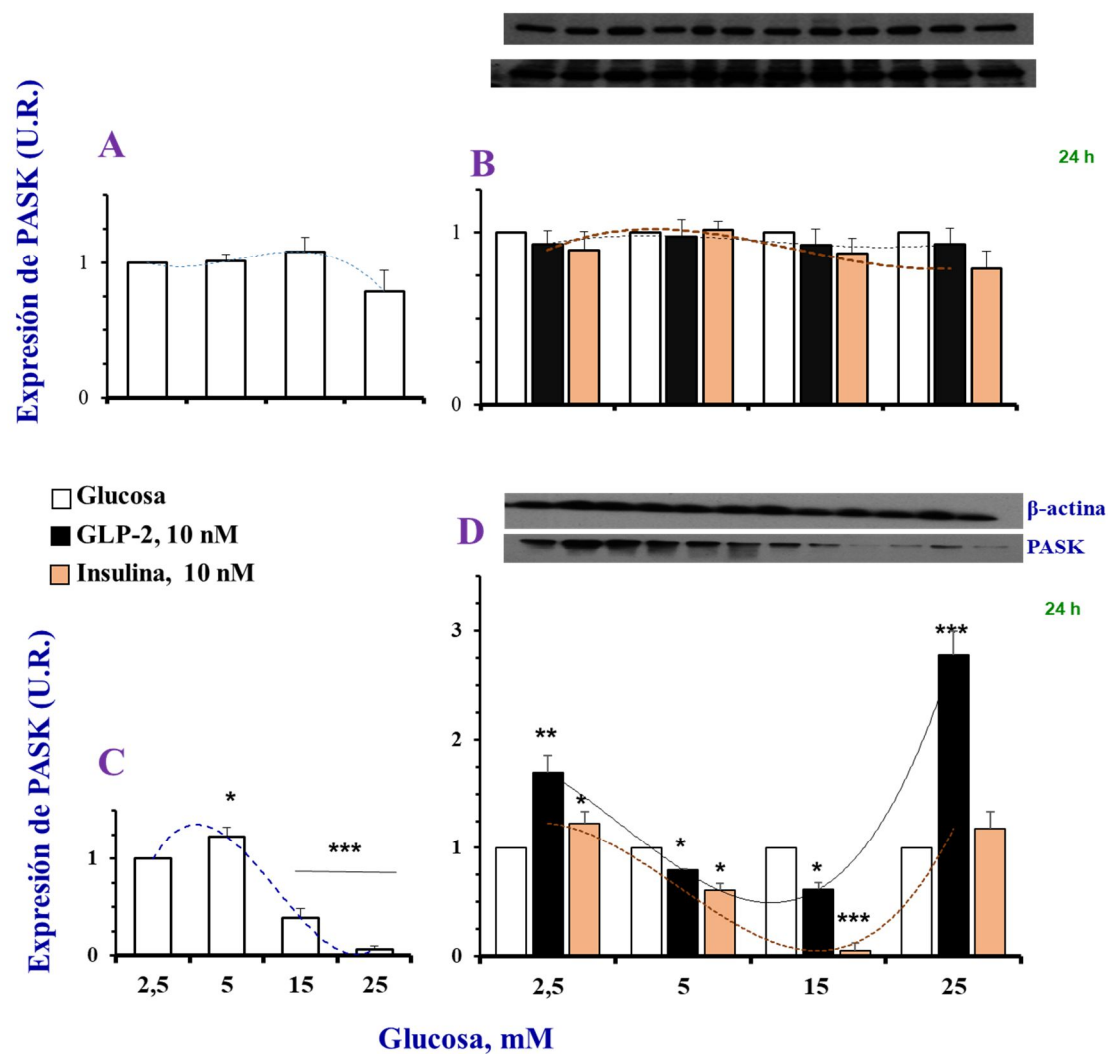 A
B
24 h
Expresión de PASK (U.R.)
1
0
1
0
Glucosa
GLP-2, 10 nM
Insulina, 10 nM
D
β-actina
PASK
24 h
Expresión de PASK (U.R.)
C
1
0
*
***
3
2
1
0
**
*
*
*
*
***
***
2,5
5
15
25
2,5
5
15
25
Glucosa, mM